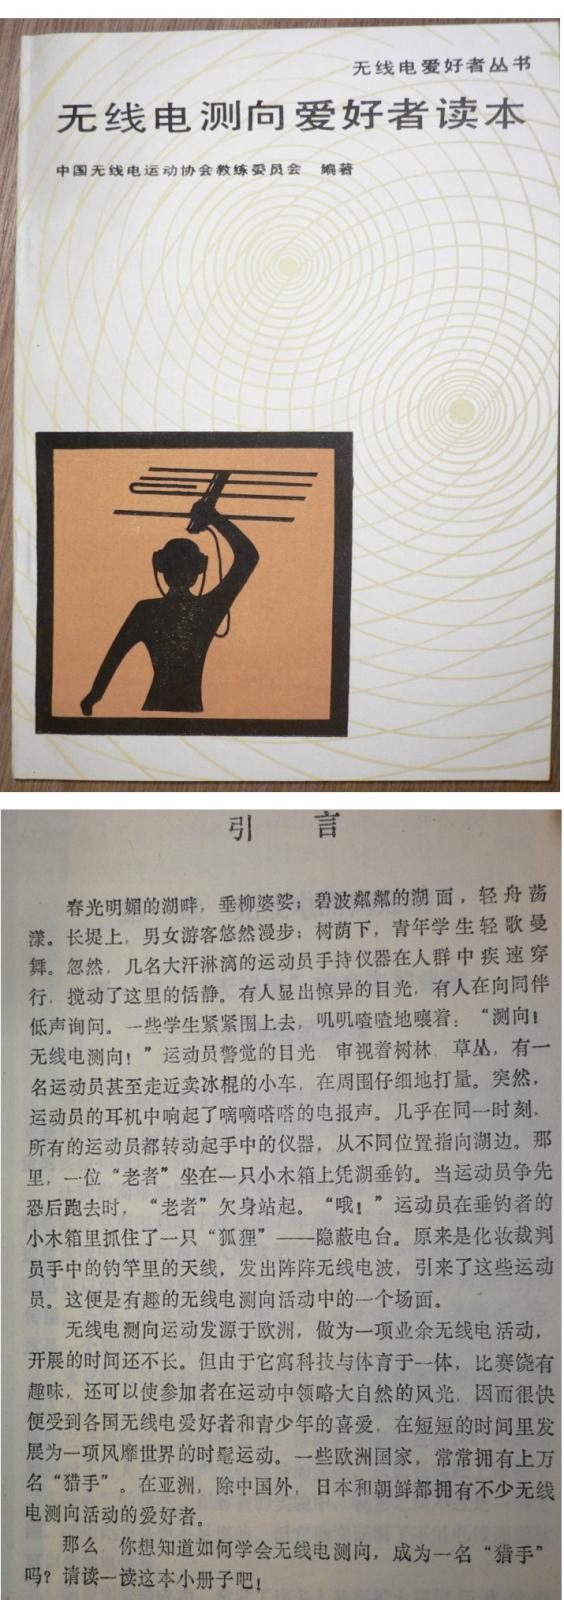 无线电爱好者丛书
无线电测向爱好者读本
中国无线电运动协会教练委员会 编著
引 言
春光明媚的湖畔，垂柳婆娑；碧波粼粼的湖面，轻舟荡
漾。长堤上，男女游客悠然漫步；树荫下，青年学生轻歌曼
舞。忽然，几名大汗淋漓的运动员手持仪器在人群中疾速穿
行，搅动了这里的恬静。有人显出惊异的目光，有人在向同伴
低声询问。一些学生紧紧围上去，叽叽喳喳地嚷着：“测向！
无线电测向！”运动员警觉的目光，审视着树林、草丛，有一
名运动员甚至走近卖冰棍的小车，在周围仔细地打量。突然，
运动员的耳机中响起了嘀嘀嗒嗒的电报声。几乎在同一时刻，
所有的运动员都转动起手中的仪器，从不同位置指向湖边。那
里，一位“老者”坐在一只小木箱上凭湖垂钓。当运动员争先
恐后跑去时，“老者”欠身站起。“哦！”运动员在垂钓者的
小木箱里抓住了一只“狐狸”——隐蔽电台。原来是化妆裁判
员手中的钓竿里的天线，发出阵阵无线电波，引来了这些运动
员。这便是有趣的无线电测向活动中的一个场面。
无线电测向运动发源于欧洲，做为一项业余无线电活动，
开展的时间还不长。但由于它寓科技与体育于一体，比赛饶有
趣味，还可以使参加者在运动中领略大自然的风光，因而很快
便受到各国无线电爱好者和青少年的喜爱，在短短的时间里发
展为一项风靡世界的时髦运动。一些欧洲国家，常常拥有上万
名“猎手”。在亚洲，除中国外，日本和朝鲜都拥有不少无线
电测向活动的爱好者。
那么，你想知道如何学会无线电测向，成为一名“猎手”
吗？请读一读这本小册子吧！